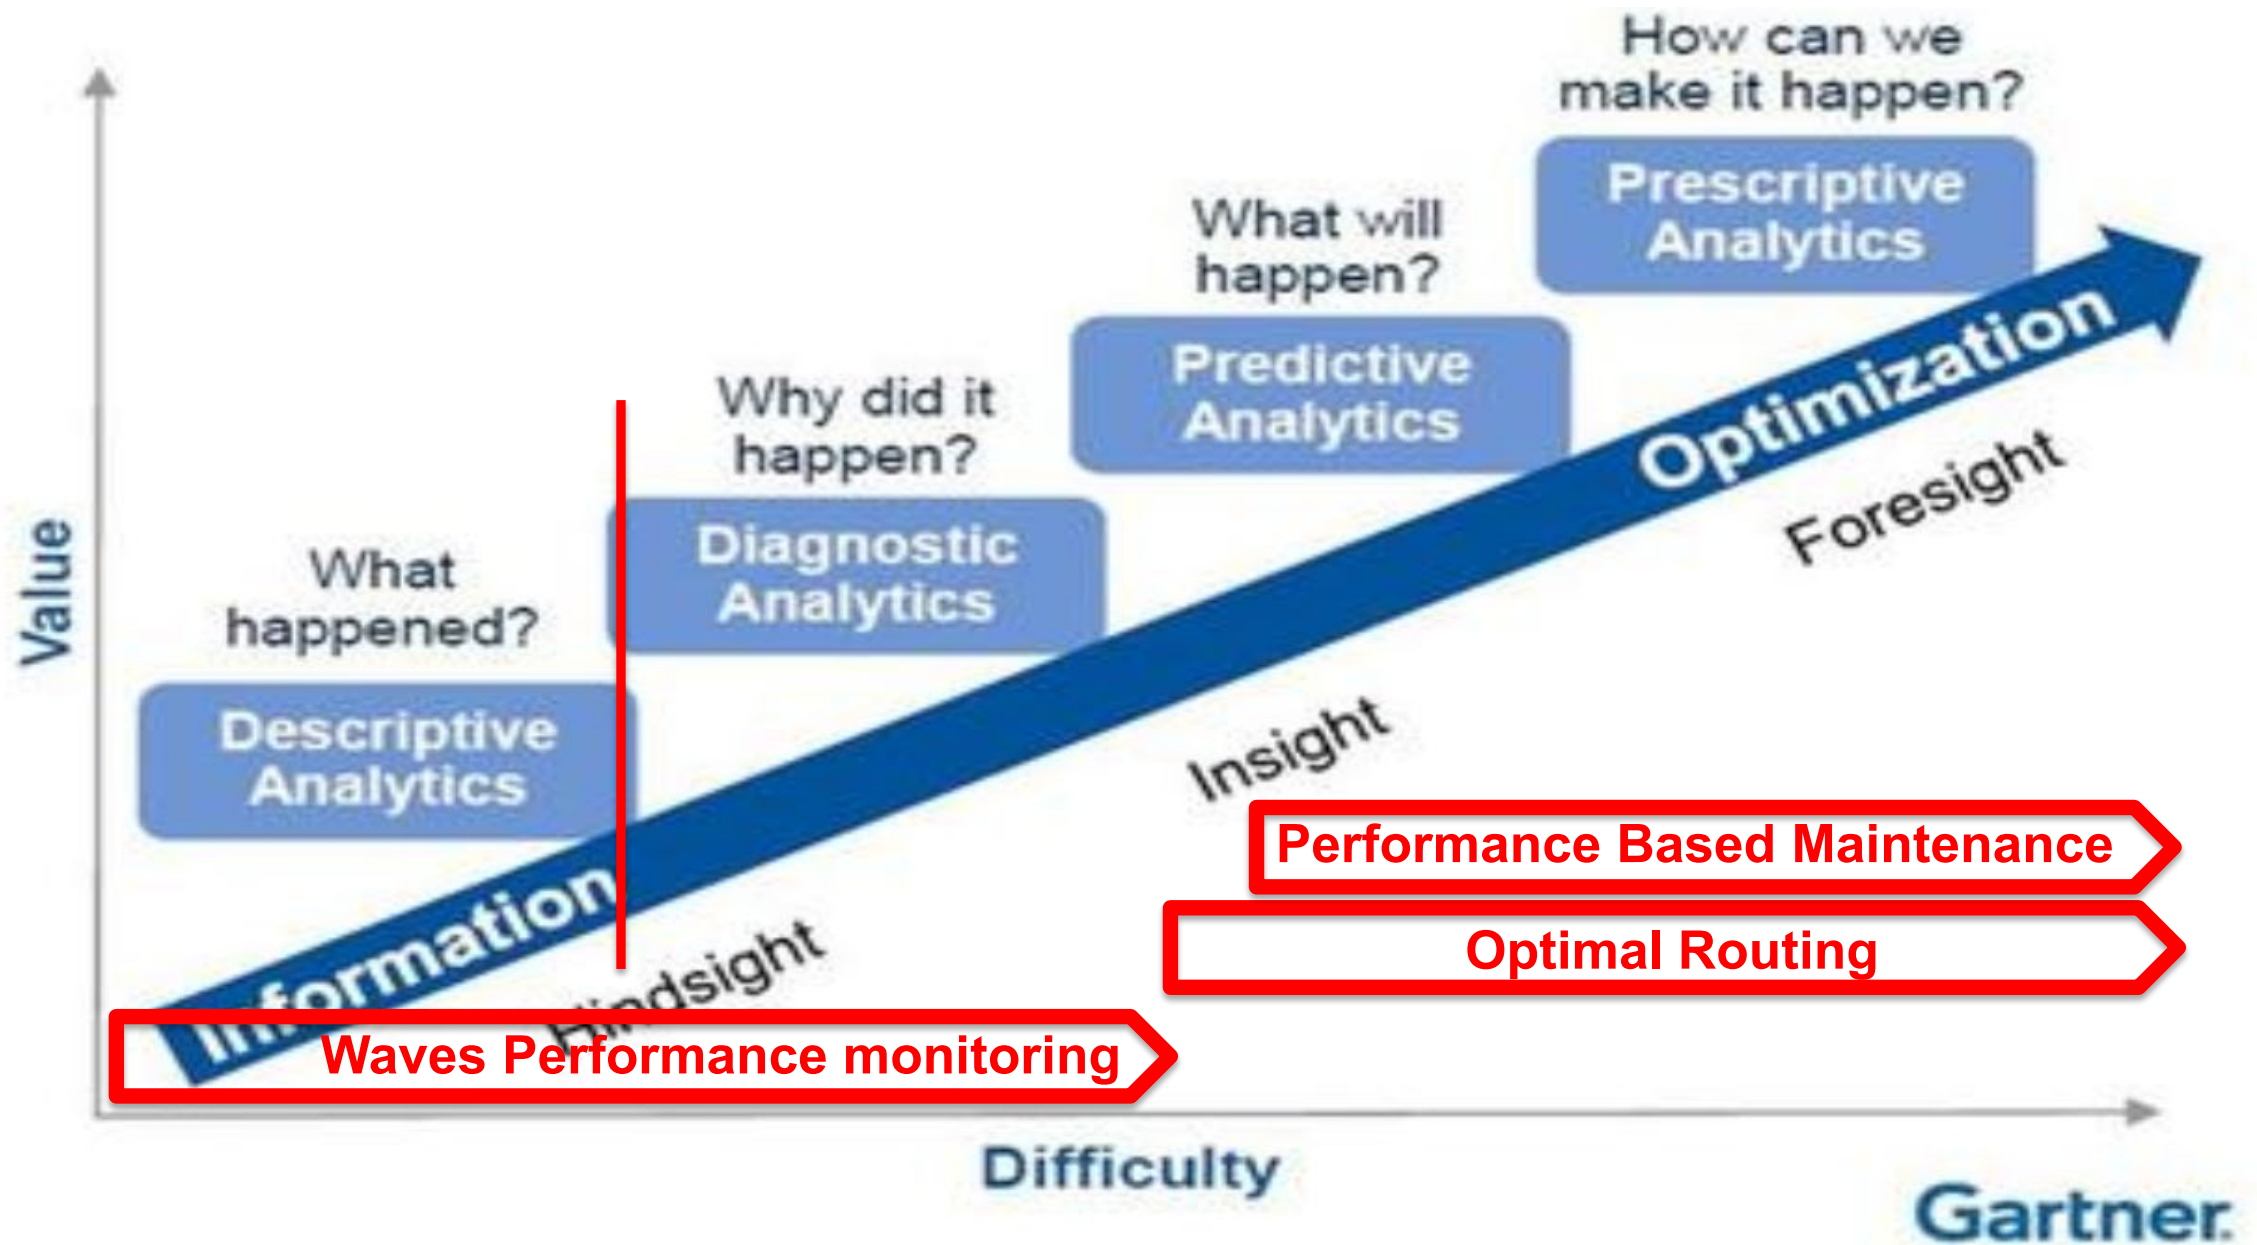 How can we
make it happen?
Prescriptive
Analytics
What will
happen?
Predictive
Analytics
Why did it
happen?
Diagnostic
Analytics
What
happened?
Descriptive
Analytics
Value
Information
Optimization
Hindsight
Insight
Foresight
Performance Based Maintenance
Optimal Routing
Waves Performance monitoring
Difficulty
Gartner.